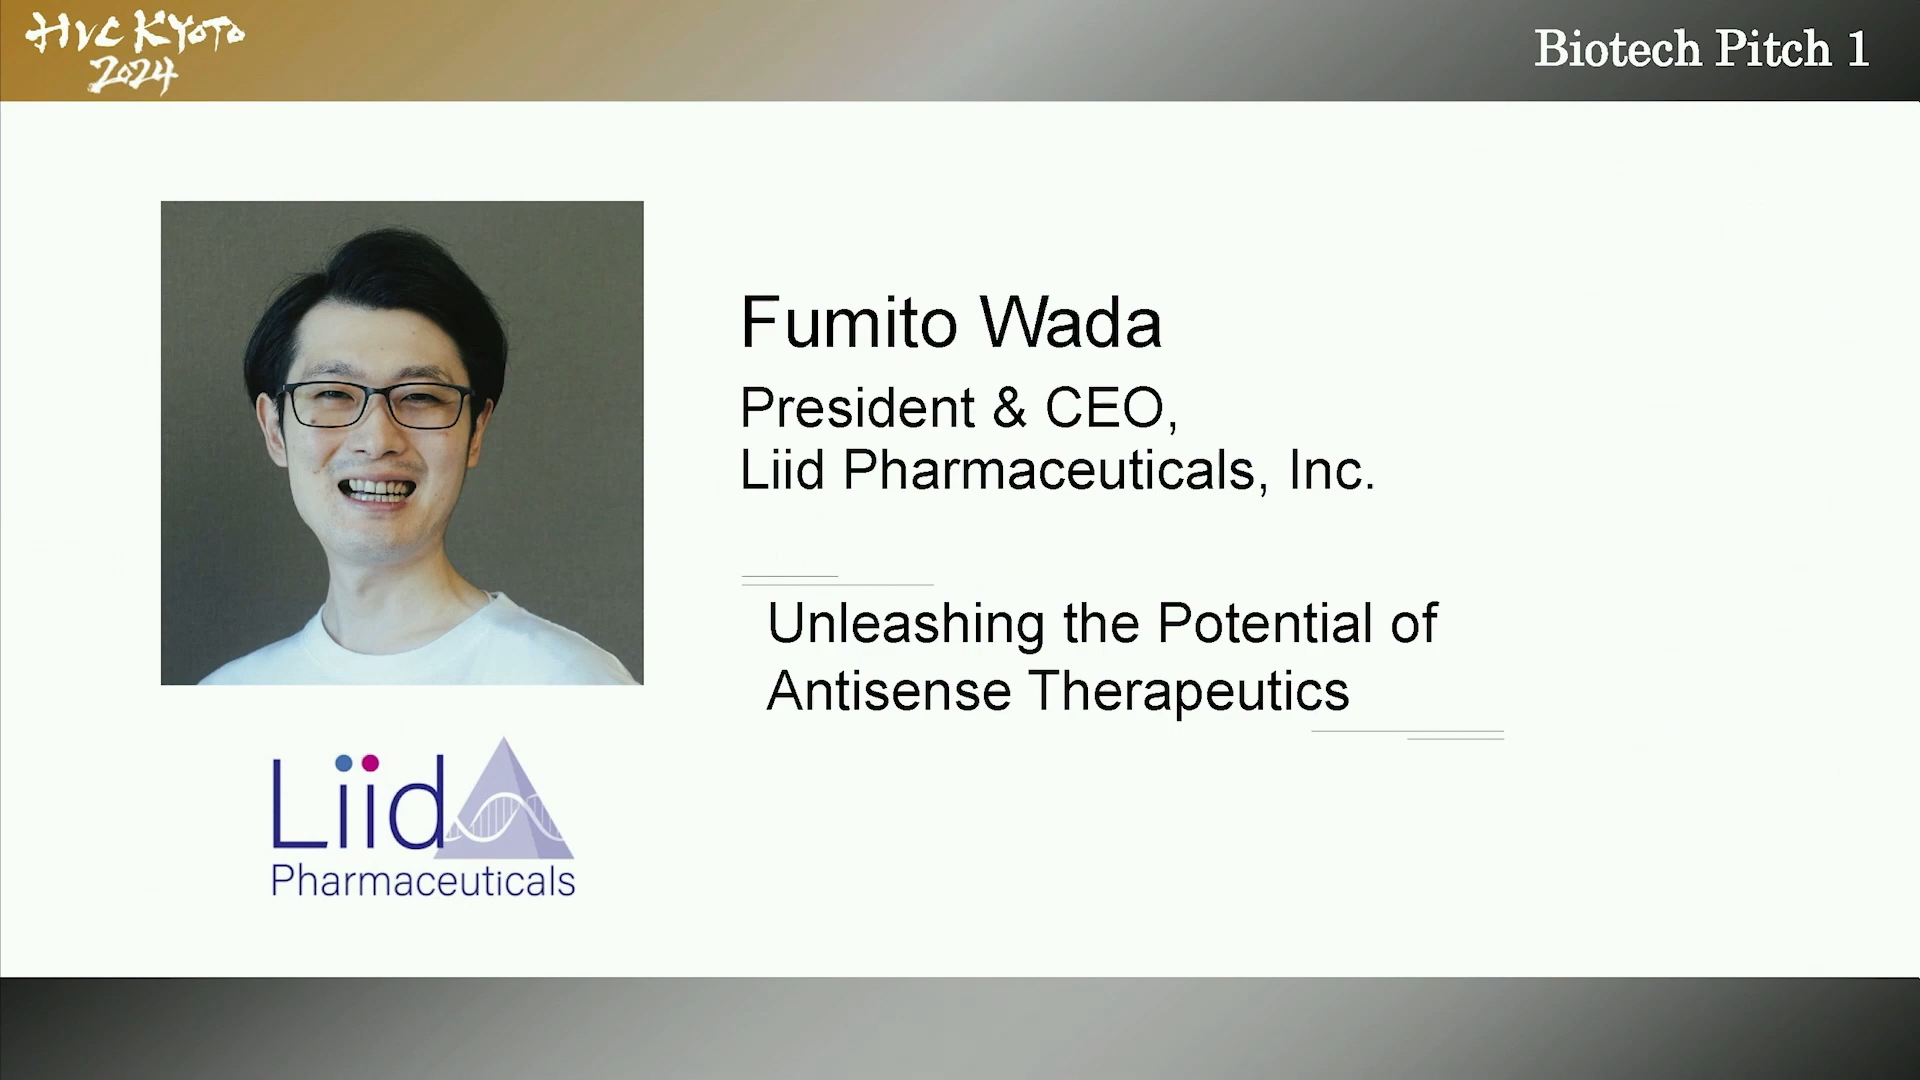 HVC KYOTO
2024
Biotech Pitch 1
Fumito Wada
President & CEO,
Liid Pharmaceuticals, Inc.
Unleashing the Potential of
Antisense Therapeutics
Liid
Pharmaceuticals